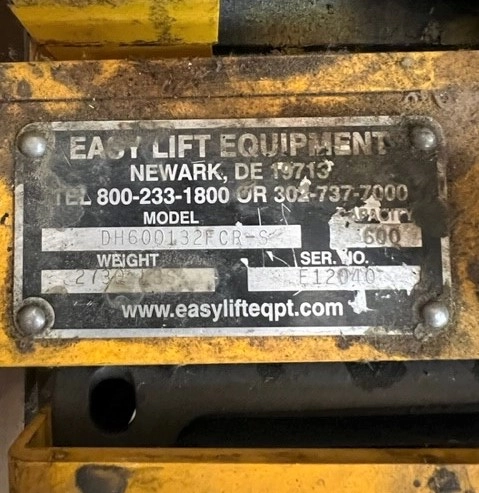 EASY LIFT EQUIPMENT
NEWARK, DE 19713
TEL 800-233-1800 OR 302-737-7000
MODEL CAPACITY
DH600132FCR-S 600
WEIGHT SER. NO.
E12040
www.easylifteqpt.com